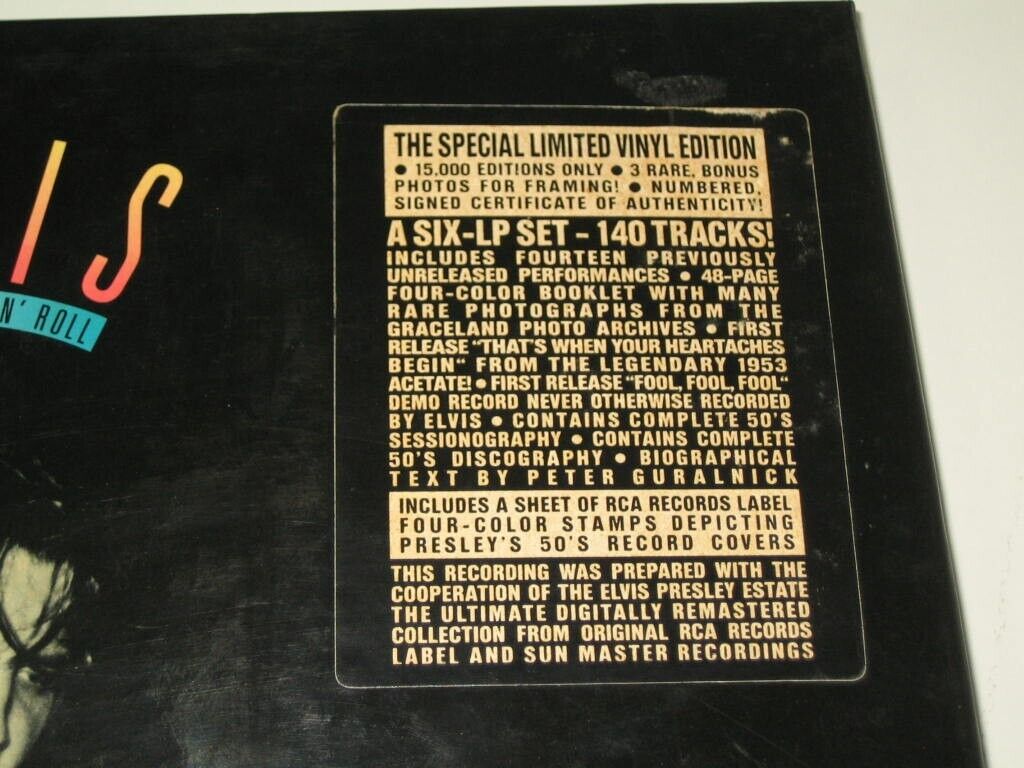 IS
N' ROLL
THE SPECIAL LIMITED VINYL EDITION
• 15,000 EDITIONS ONLY • 3 RARE, BONUS
PHOTOS FOR FRAMING! • NUMBERED,
SIGNED CERTIFICATE OF AUTHENTICITY!
A SIX-LP SET - 140 TRACKS!
INCLUDES FOURTEEN PREVIOUSLY
UNRELEASED PERFORMANCES • 48-PAGE
FOUR-COLOR BOOKLET WITH MANY
RARE PHOTOGRAPHS FROM THE
GRACELAND PHOTO ARCHIVES • FIRST
RELEASE "THAT'S WHEN YOUR HEARTACHES
BEGIN" FROM THE LEGENDARY 1953
ACETATE! • FIRST RELEASE "FOOL, FOOL, FOOL"
DEMO RECORD NEVER OTHERWISE RECORDED
BY ELVIS • CONTAINS COMPLETE 50'S
SESSIONOGRAPHY • CONTAINS COMPLETE
50'S DISCOGRAPHY • BIOGRAPHICAL
TEXT BY PETER GURALNICK
INCLUDES A SHEET OF RCA RECORDS LABEL
FOUR-COLOR STAMPS DEPICTING
PRESLEY'S 50'S RECORD COVERS
THIS RECORDING WAS PREPARED WITH THE
COOPERATION OF THE ELVIS PRESLEY ESTATE
THE ULTIMATE DIGITALLY REMASTERED
COLLECTION FROM ORIGINAL RCA RECORDS
LABEL AND SUN MASTER RECORDINGS